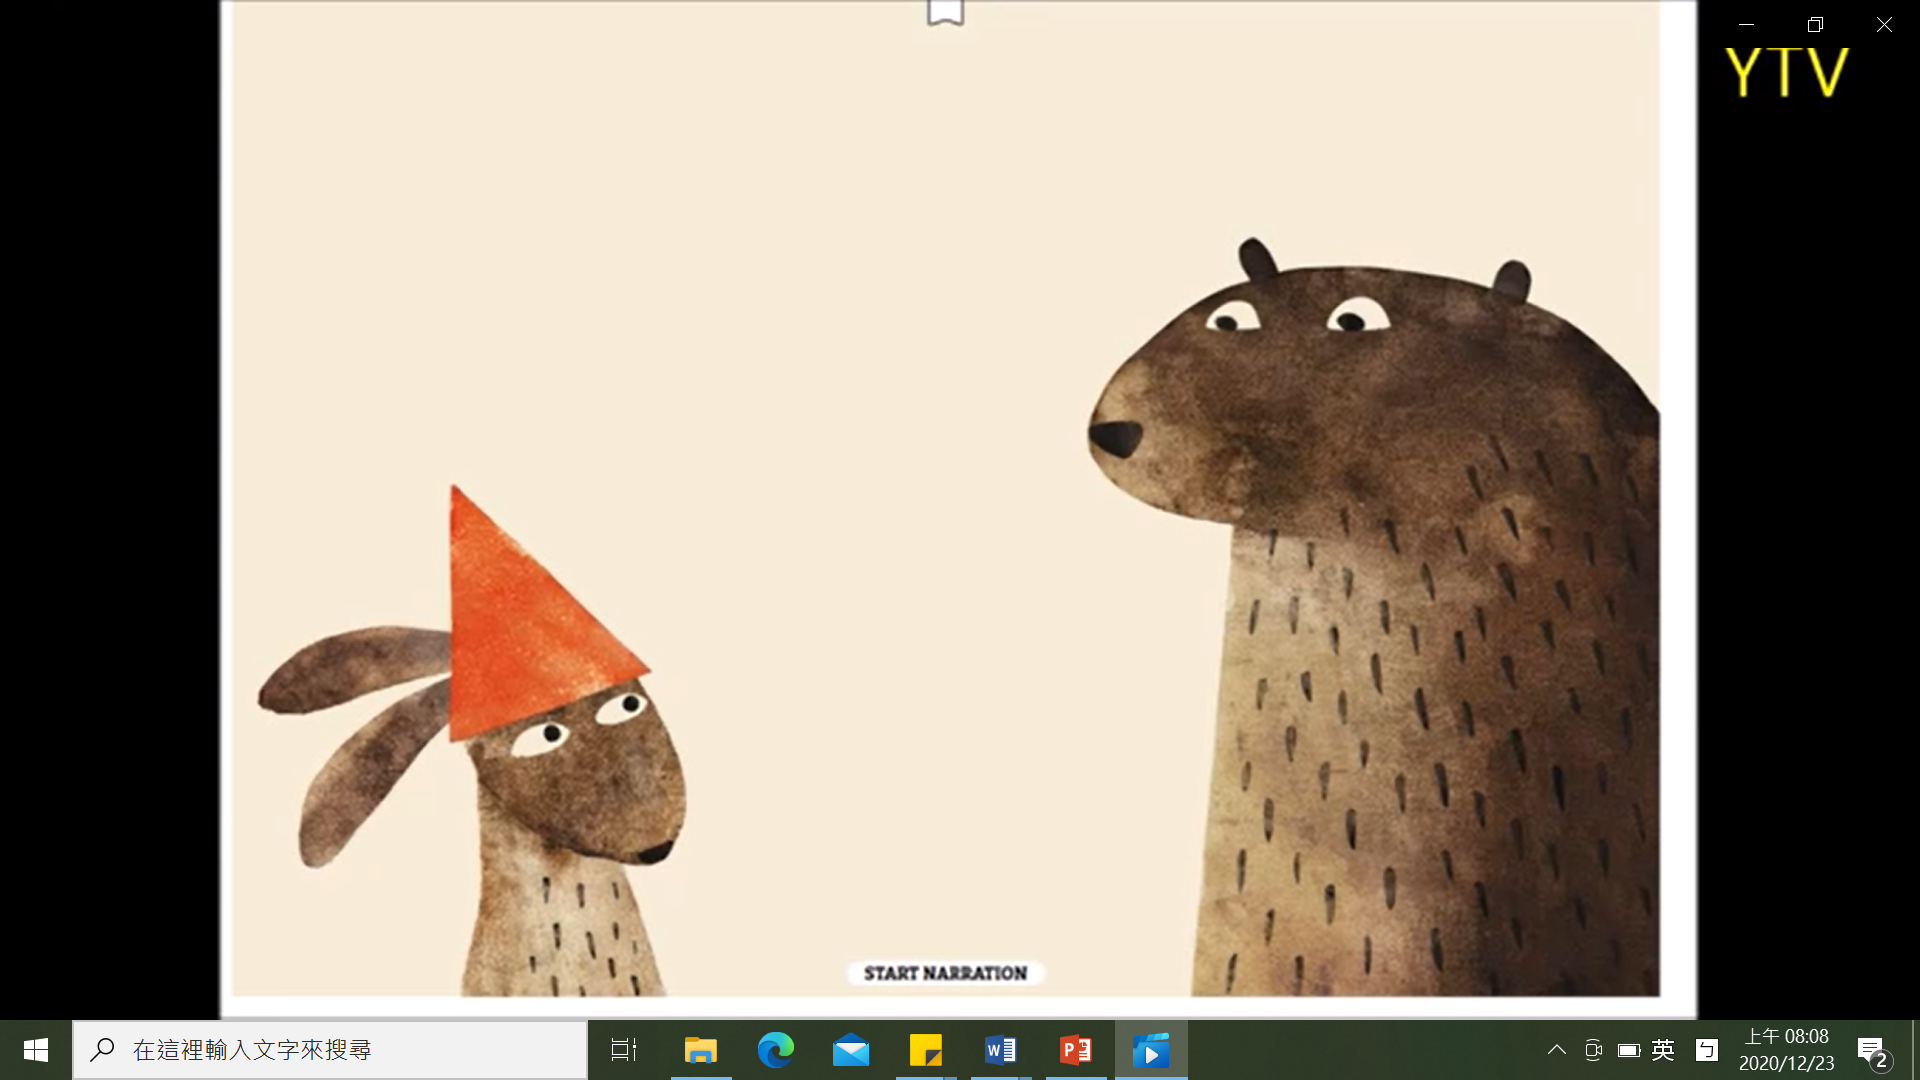 YTV
START NARRATION
在這裡輸入文字來搜尋
英
ㄅ
上午 08:08
2020/12/23
2